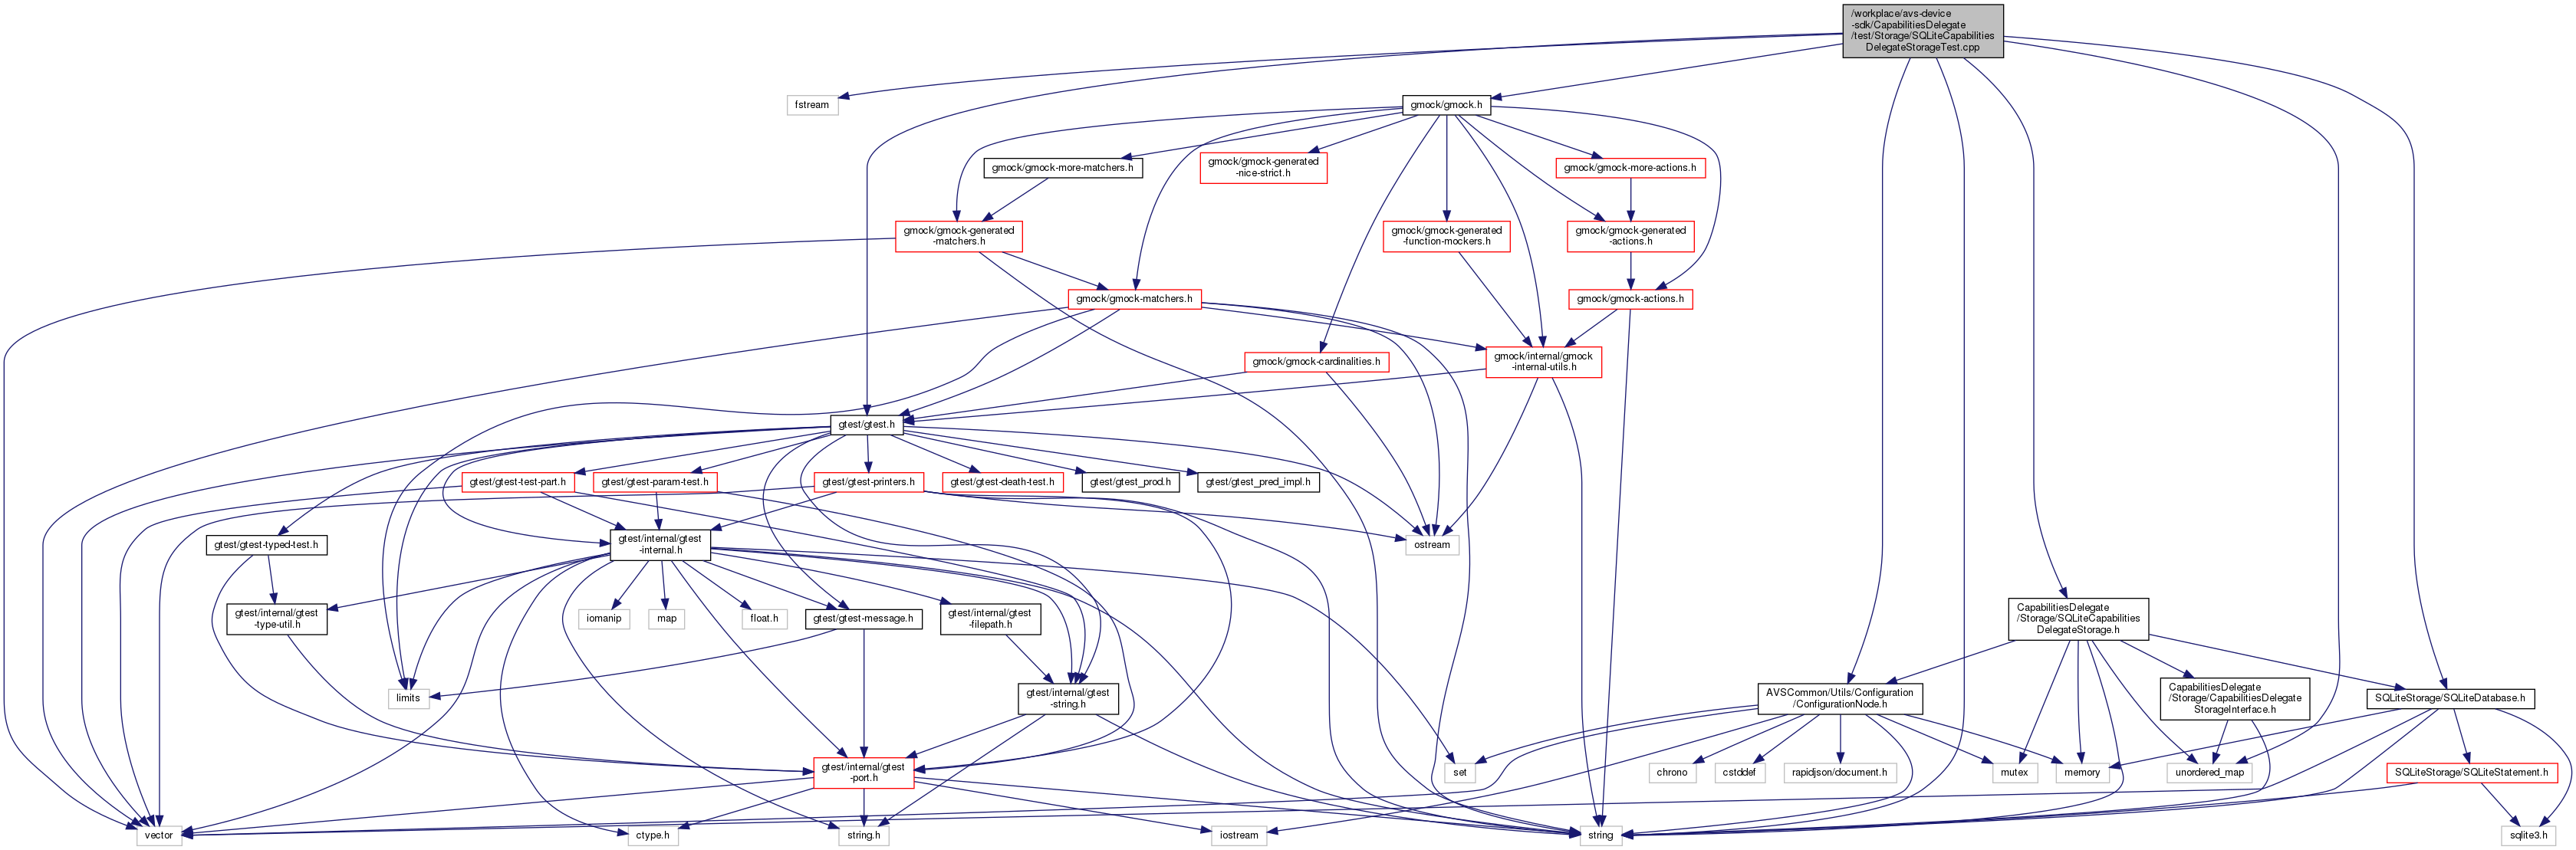 /workplace/avs-device
-sdk/CapabilitiesDelegate
/test/Storage/SQLiteCapabilities
DelegateStorageTest.cpp
fstream
gmock/gmock.h
gmock/gmock-more-matchers.h
gmock/gmock-generated
-nice-strict.h
gmock/gmock-more-actions.h
gmock/gmock-generated
-matchers.h
gmock/gmock-generated
-function-mockers.h
gmock/gmock-generated
-actions.h
gmock/gmock-matchers.h
gmock/gmock-actions.h
gmock/gmock-cardinalities.h
gmock/internal/gmock
-internal-utils.h
gtest/gtest.h
gtest/gtest-test-part.h
gtest/gtest-param-test.h
gtest/gtest-printers.h
gtest/gtest-death-test.h
gtest/gtest_prod.h
gtest/gtest_pred_impl.h
gtest/gtest-typed-test.h
gtest/internal/gtest
-internal.h
ostream
gtest/internal/gtest
-type-util.h
iomanip
map
float.h
gtest/gtest-message.h
gtest/internal/gtest
-filepath.h
CapabilitiesDelegate
/Storage/SQLiteCapabilities
DelegateStorage.h
limits
gtest/internal/gtest
-string.h
AVSCommon/Utils/Configuration
/ConfigurationNode.h
CapabilitiesDelegate
/Storage/CapabilitiesDelegate
StorageInterface.h
SQLiteStorage/SQLiteDatabase.h
gtest/internal/gtest
-port.h
set
chrono
cstddef
rapidjson/document.h
mutex
memory
unordered_map
SQLiteStorage/SQLiteStatement.h
vector
ctype.h
string.h
iostream
string
sqlite3.h